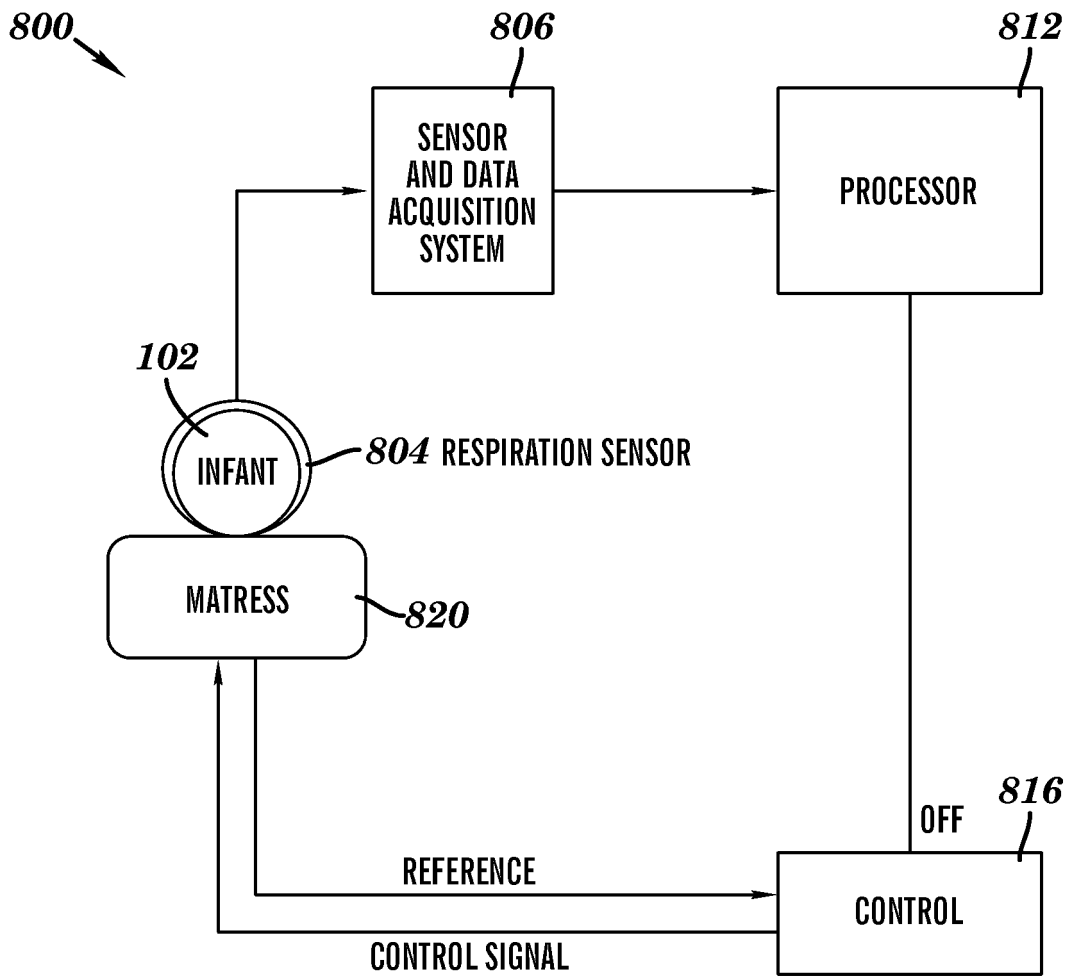 800
806
812
SENSOR
AND DATA
ACQUISITION
SYSTEM
PROCESSOR
102
INFANT
804 RESPIRATION SENSOR
MATRESS
820
816
OFF
REFERENCE
CONTROL
CONTROL SIGNAL